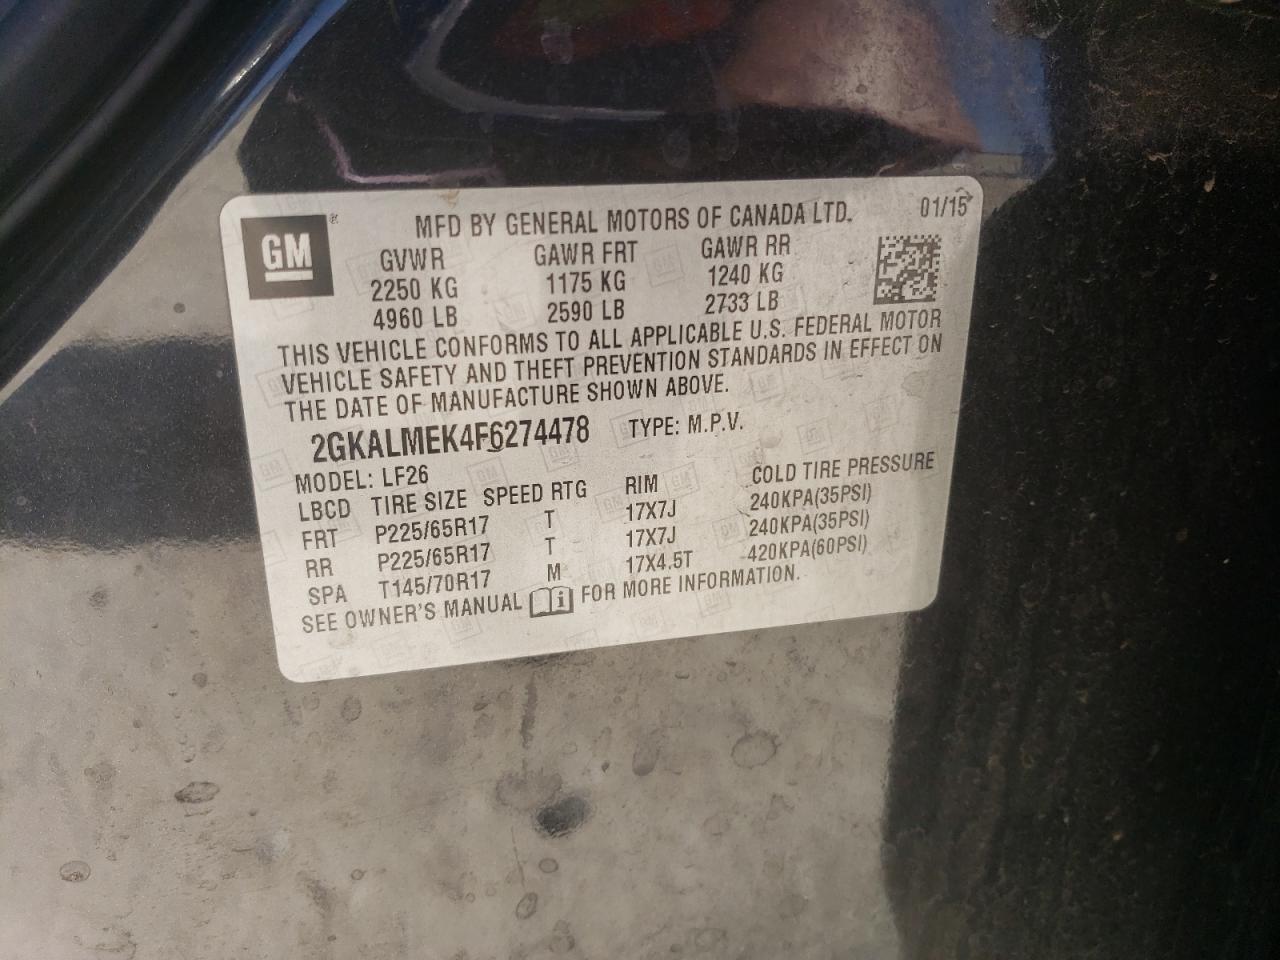 GM ®
MFD BY GENERAL MOTORS OF CANADA LTD. 01/15
GVWR GAWR FRT GAWR RR
2250 KG 1175 KG 1240 KG
4960 LB 2590 LB 2733 LB
THIS VEHICLE CONFORMS TO ALL APPLICABLE U.S. FEDERAL MOTOR
VEHICLE SAFETY AND THEFT PREVENTION STANDARDS IN EFFECT ON
THE DATE OF MANUFACTURE SHOWN ABOVE.
2GKALMEK4F6274478 TYPE: M.P.V.
MODEL: LF26
LBCD TIRE SIZE SPEED RTG RIM COLD TIRE PRESSURE
FRT P225/65R17 T 17X7J 240KPA(35PSI)
RR P225/65R17 T 17X7J 240KPA(35PSI)
SPA T145/70R17 M 17X4.5T 420KPA(60PSI)
SEE OWNER'S MANUAL i FOR MORE INFORMATION.